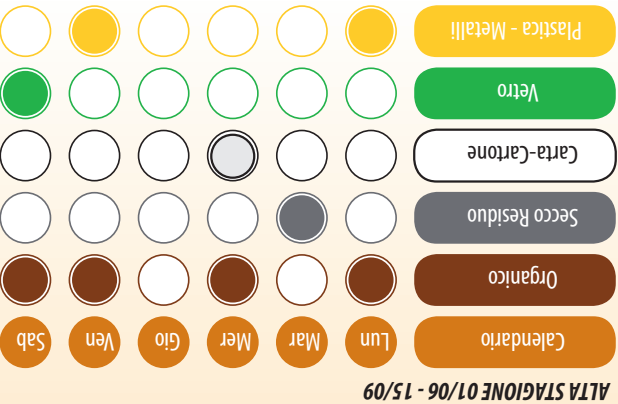 ALTA STAGIONE 01/06 - 15/09
Calendario Lun Mar Mer Gio Ven Sab
Organico
Secco Residuo
Carta-Cartone
Vetro
Plastica - Metalli